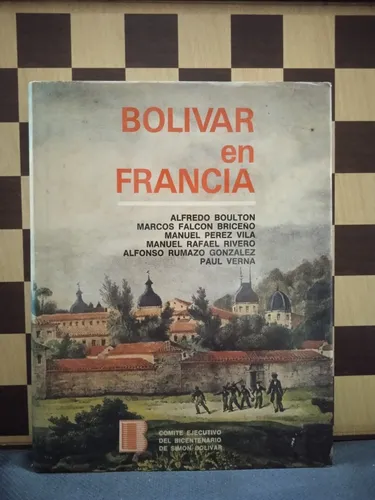 BOLIVAR
en
FRANCIA
ALFREDO BOULTON
MARCOS FALCON BRICEÑO
MANUEL PEREZ VILA
MANUEL RAFAEL RIVERO
ALFONSO RUMAZO GONZALEZ
PAUL VERNA
COMITE EJECUTIVO
DEL BICENTENARIO
DE SIMON BOLIVAR